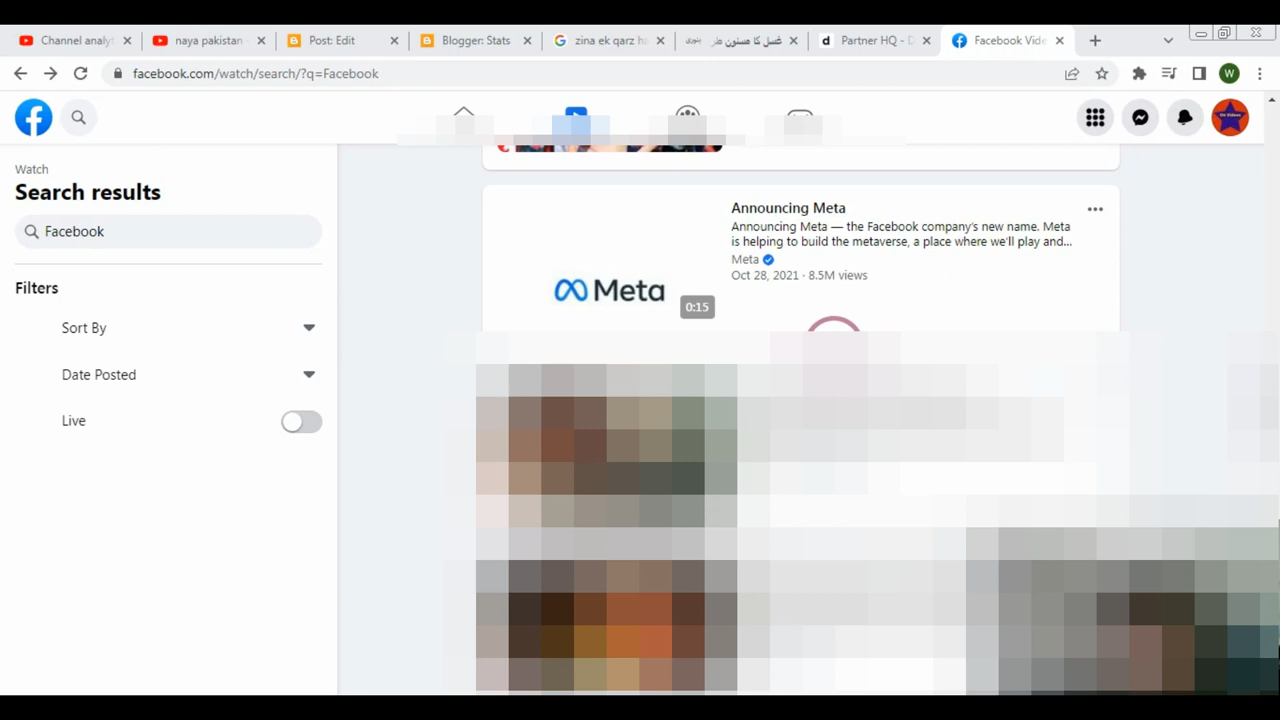 Channel analy
naya pakistan
Post: Edit
Blogger: Stats
zina ek qarz ha
غسل کا مسنون طر
Partner HQ - D
Facebook Vide
facebook.com/watch/search/?q=Facebook
W
Watch
Search results
Facebook
Filters
Sort By
Date Posted
Live
Announcing Meta
Announcing Meta — the Facebook company's new name. Meta
is helping to build the metaverse, a place where we'll play and...
Meta
Oct 28, 2021 · 8.5M views
Meta
0:15